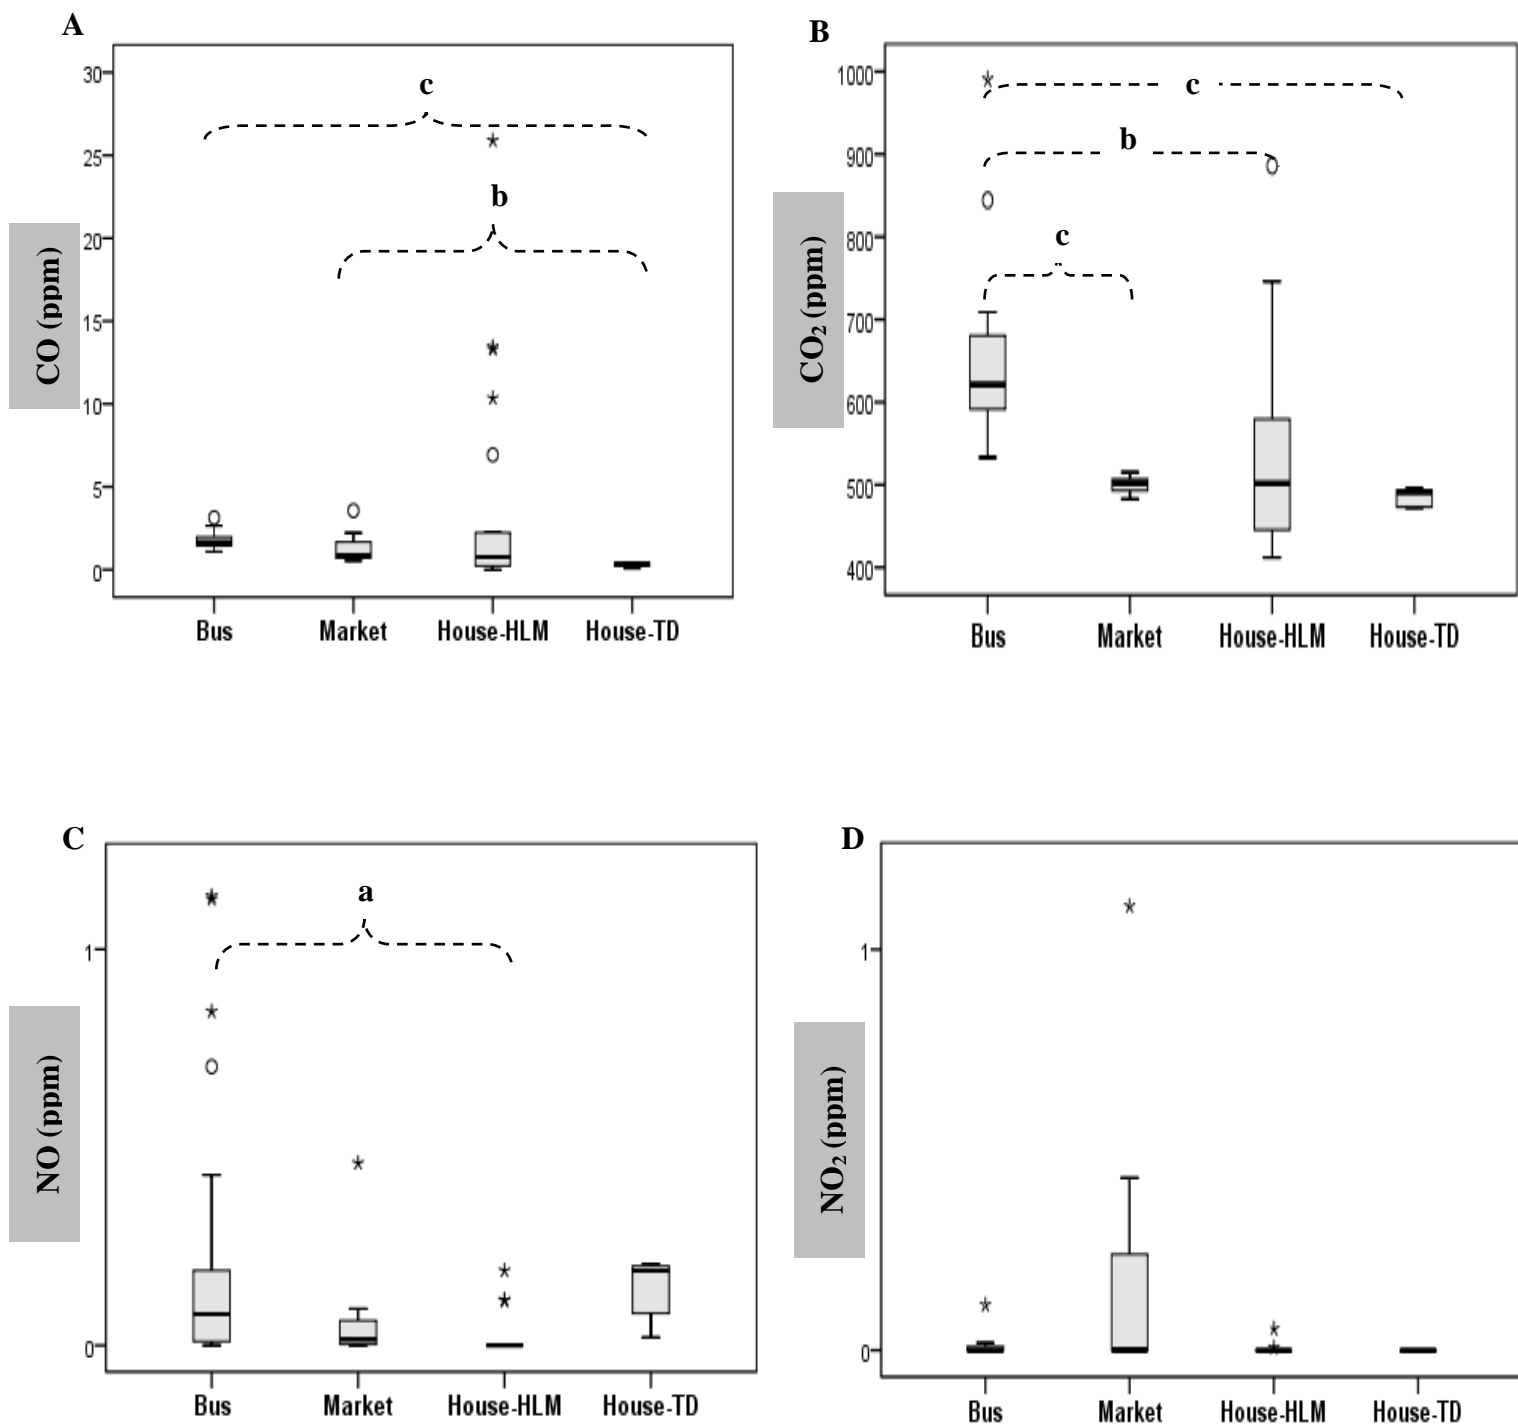 A
30
25
20
15
10
5
0
CO (ppm)
c
b
Bus Market House-HLM House-TD
B
1000
900
800
700
600
500
400
CO₂ (ppm)
c
b
c
Bus Market House-HLM House-TD
C
1
0
NO (ppm)
a
Bus Market House-HLM House-TD
D
1
0
NO₂ (ppm)
Bus Market House-HLM House-TD